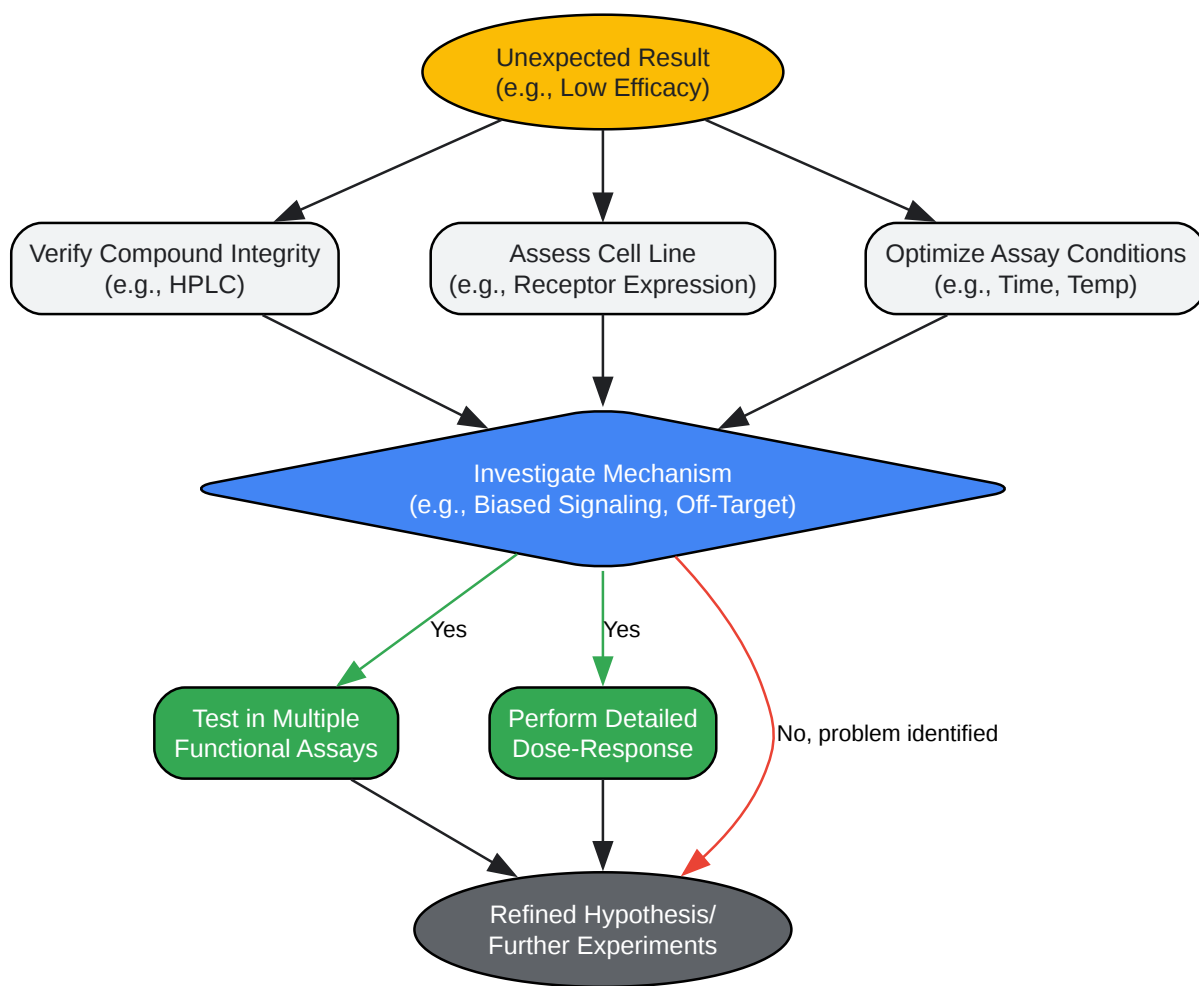 Unexpected Result
(e.g., Low Efficacy)
Verify Compound Integrity
(e.g., HPLC)
Assess Cell Line
(e.g., Receptor Expression)
Optimize Assay Conditions
(e.g., Time, Temp)
Investigate Mechanism
(e.g., Biased Signaling, Off-Target)
Yes
Yes
Test in Multiple
Functional Assays
Perform Detailed
Dose-Response
No, problem identified
Refined Hypothesis/
Further Experiments